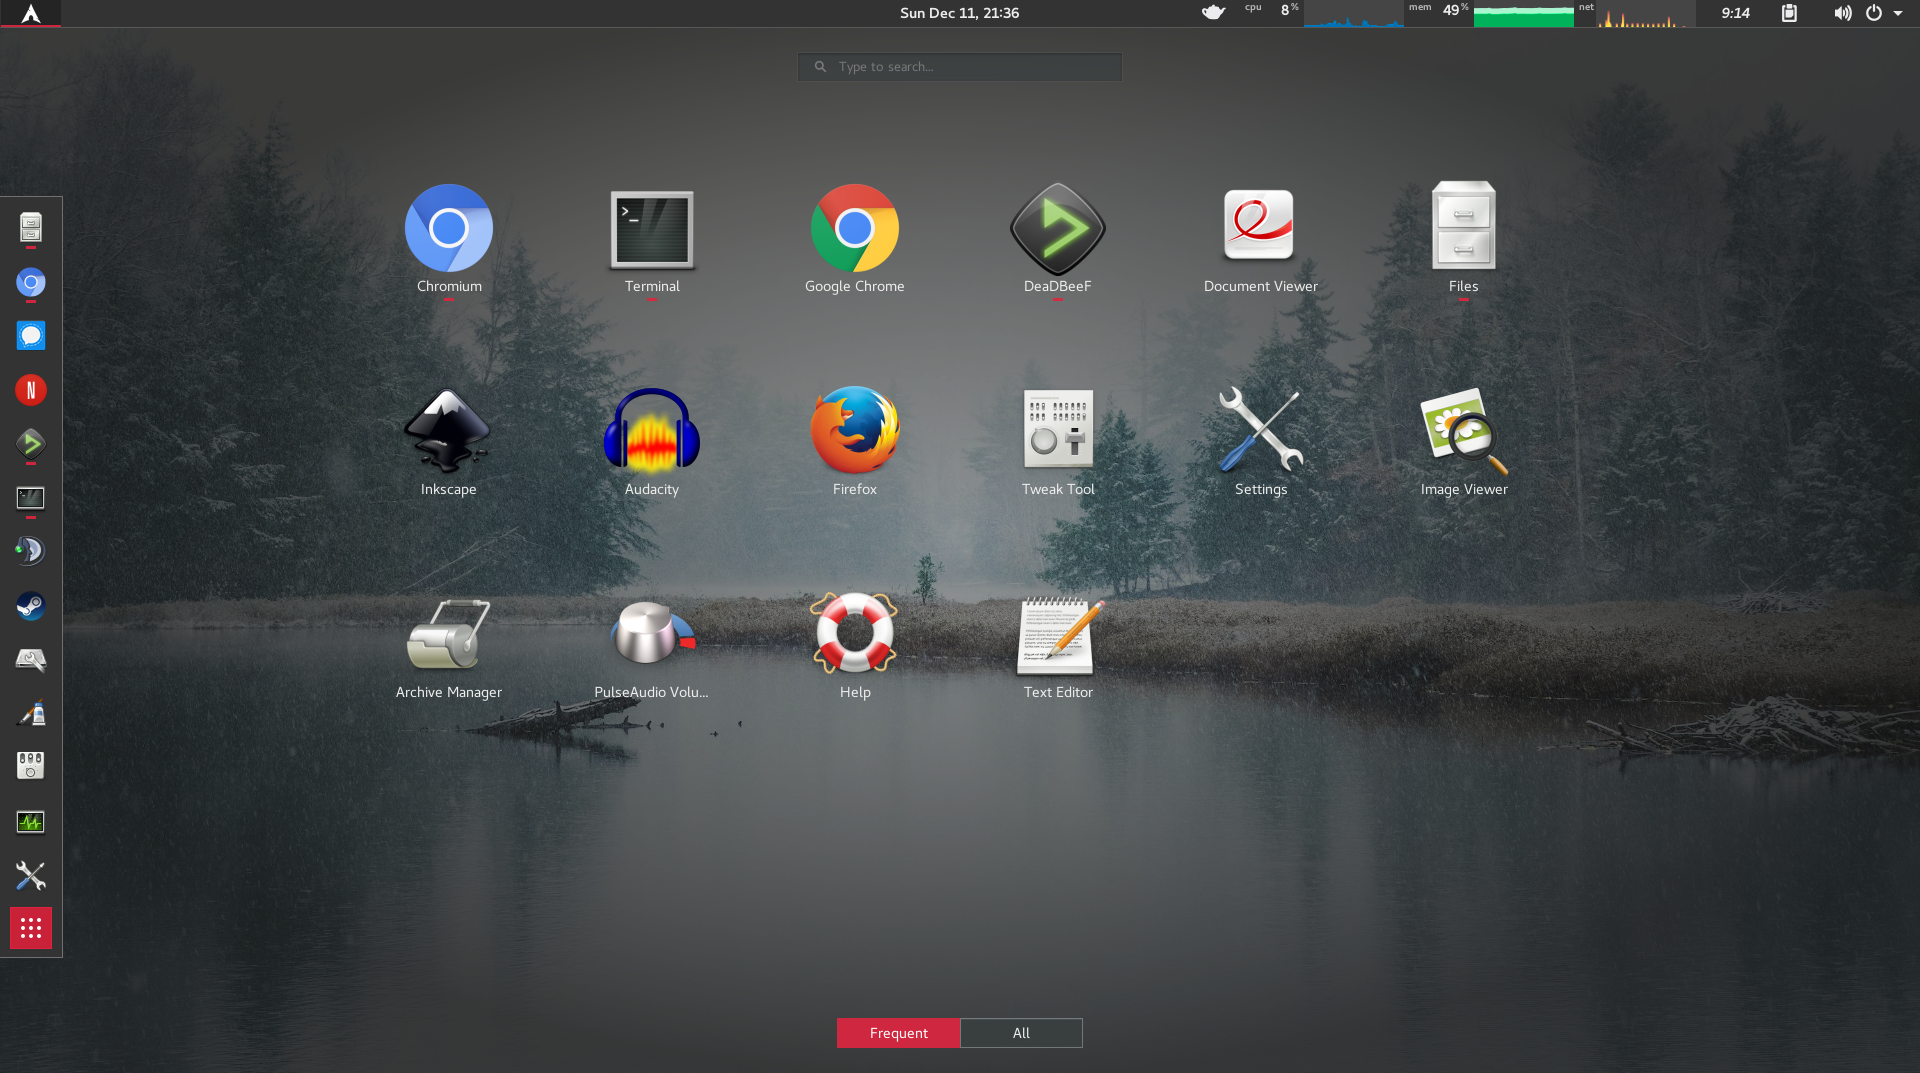 Sun Dec 11, 21:36
cpu 8 %
mem 49 %
net
9:14
Type to search...
Chromium
Terminal
Google Chrome
DeaDBeeF
Document Viewer
Files
Inkscape
Audacity
Firefox
Tweak Tool
Settings
Image Viewer
Archive Manager
PulseAudio Volu...
Help
Text Editor
N
Frequent
All